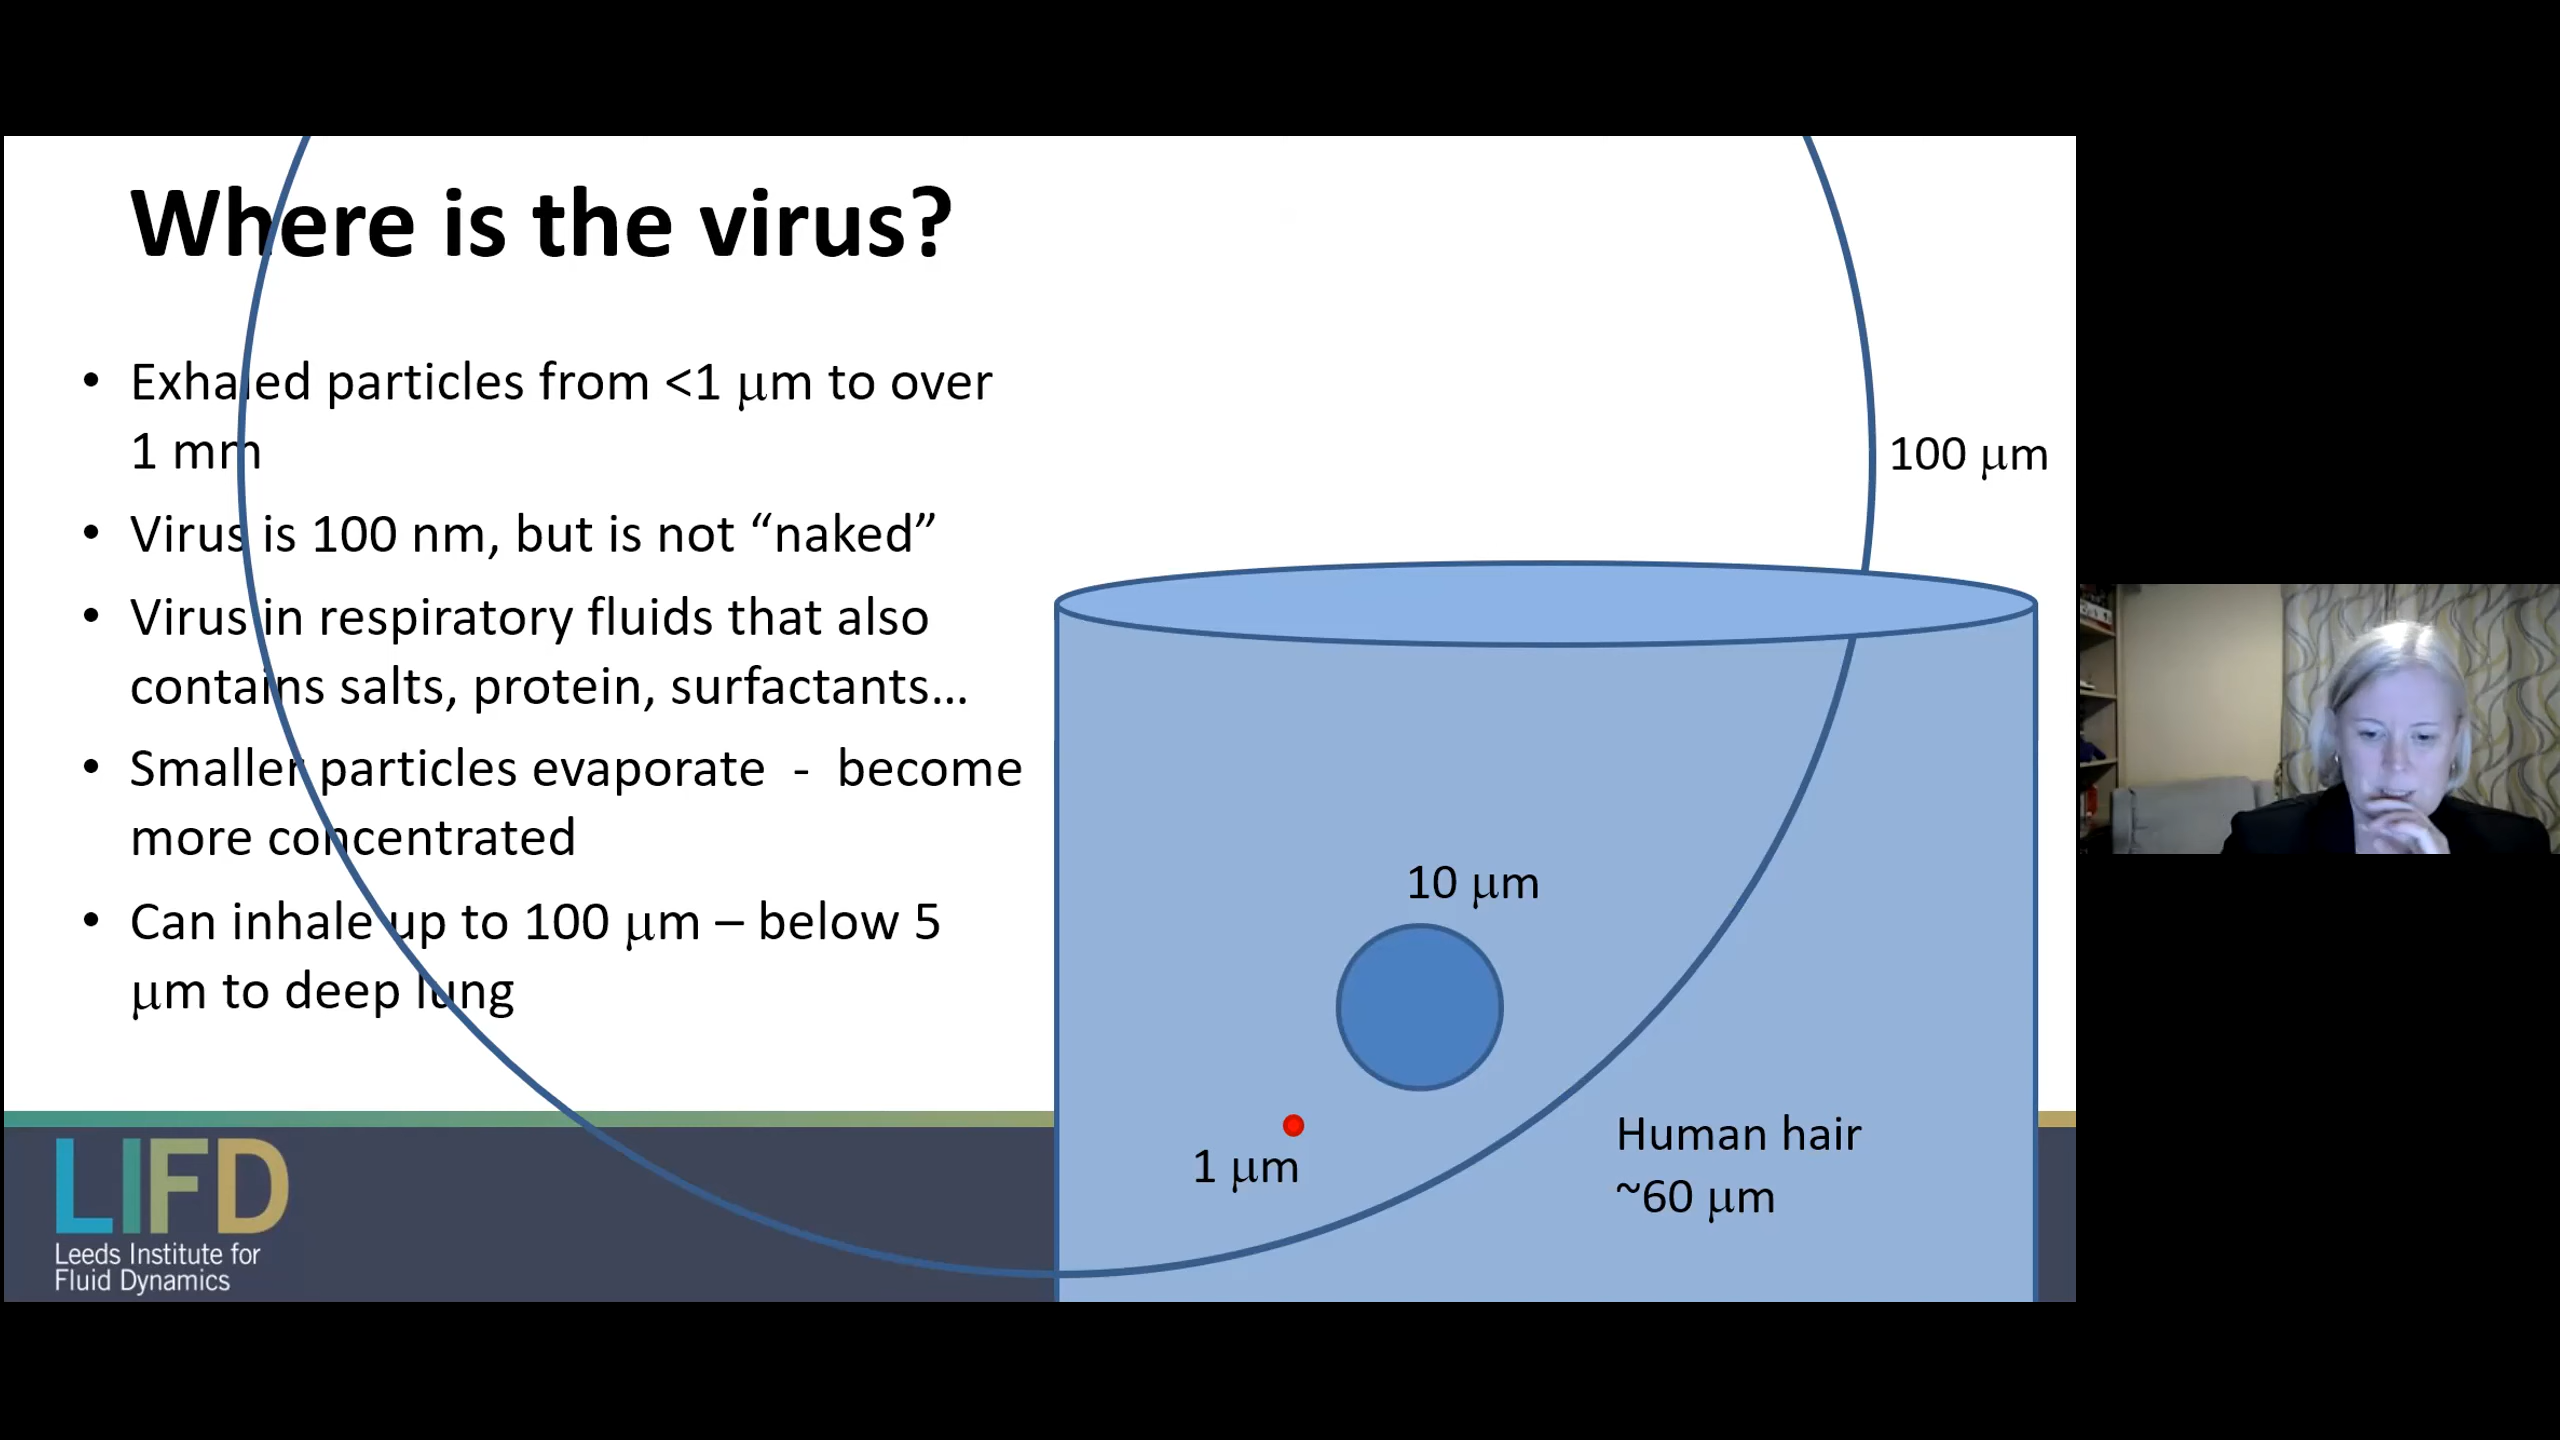 Where is the virus?
• Exhaled particles from <1 μm to over
1 mm
• Virus is 100 nm, but is not “naked”
• Virus in respiratory fluids that also
contains salts, protein, surfactants…
• Smaller particles evaporate  -  become
more concentrated
• Can inhale up to 100 μm – below 5
μm to deep lung
100 μm
10 μm
1 μm
Human hair
~60 μm
LIFD
Leeds Institute for
Fluid Dynamics